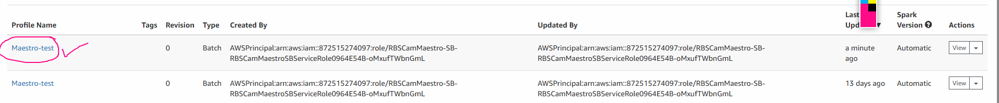 Profile Name Tags Revision Type Created By Updated By Last Upd Spark Version Actions
Maestro-test 0 Batch AWSPrincipal:arn:aws:iam::872515274097:role/RBSCamMaestro-SB- AWSPrincipal:arn:aws:iam::872515274097:role/RBSCamMaestro-SB- a minute Automatic View
RBSCamMaestroSBServiceRole0964E54B-oMxufTWbnGmL RBSCamMaestroSBServiceRole0964E54B-oMxufTWbnGmL ago
Maestro-test 0 Batch AWSPrincipal:arn:aws:iam::872515274097:role/RBSCamMaestro-SB- AWSPrincipal:arn:aws:iam::872515274097:role/RBSCamMaestro-SB- 13 days ago Automatic View
RBSCamMaestroSBServiceRole0964E54B-oMxufTWbnGmL RBSCamMaestroSBServiceRole0964E54B-oMxufTWbnGmL